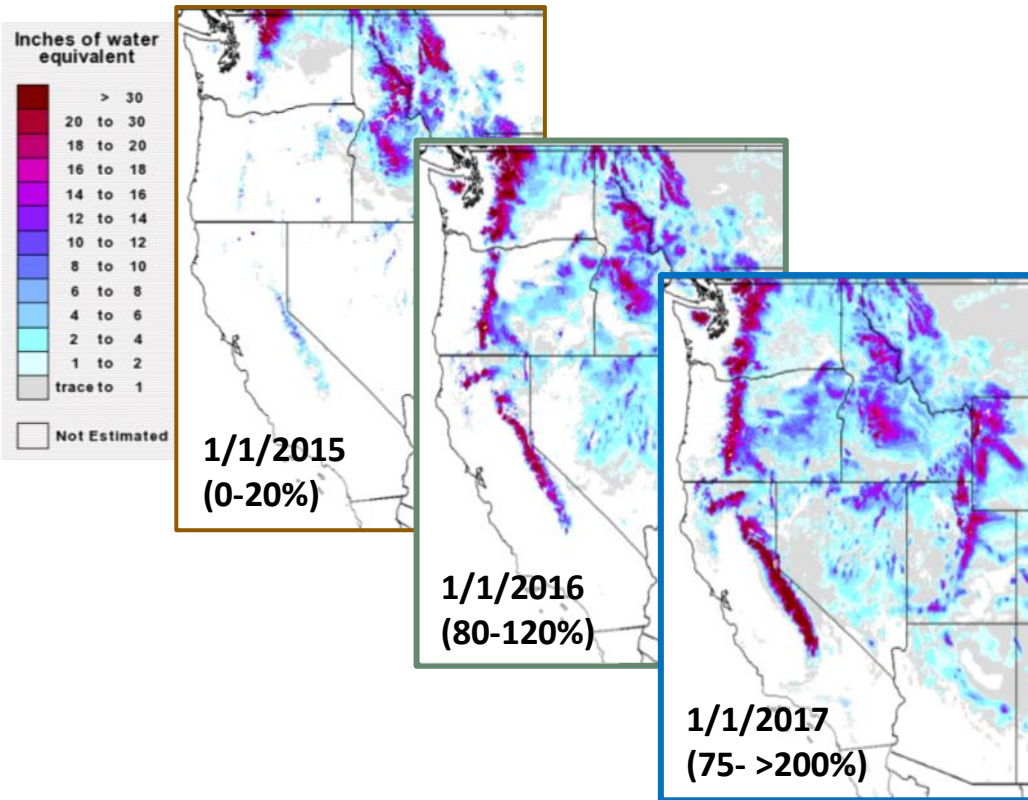 Inches of water
equivalent
> 30
20 to 30
18 to 20
16 to 18
14 to 16
12 to 14
10 to 12
8 to 10
6 to 8
4 to 6
2 to 4
1 to 2
trace to 1
Not Estimated
1/1/2015
(0-20%)
1/1/2016
(80-120%)
1/1/2017
(75- >200%)